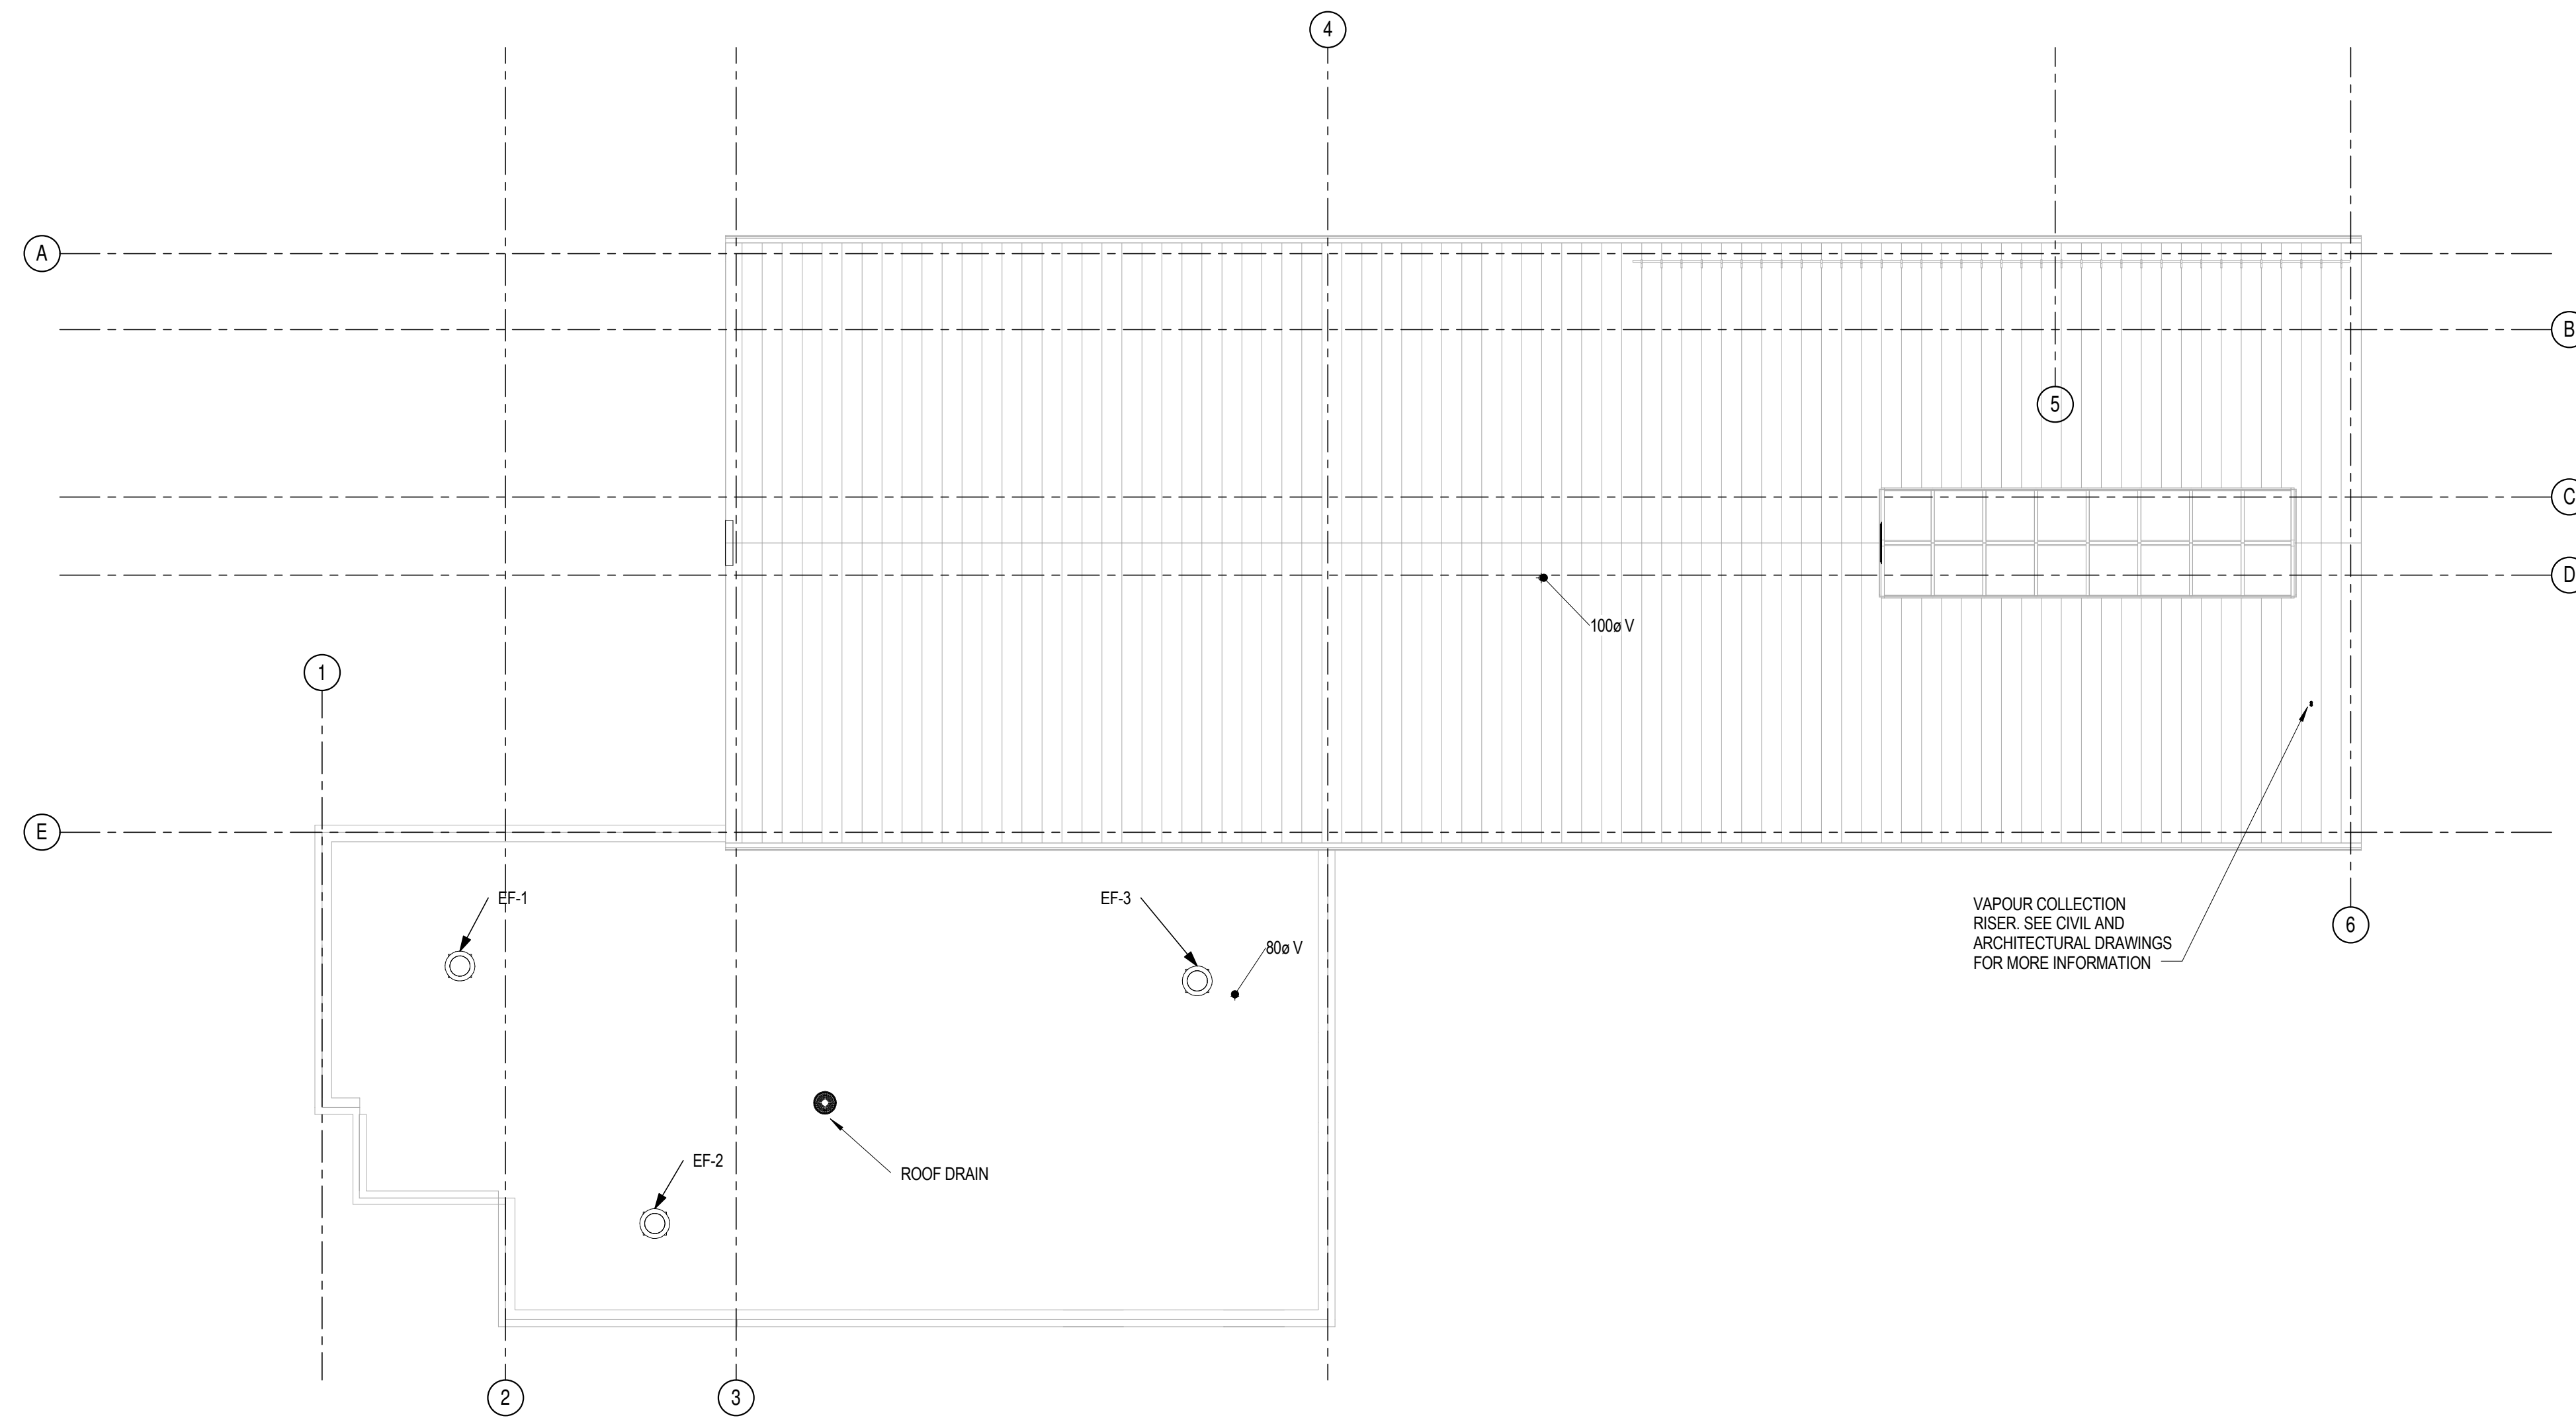 4
A
B
5
C
D
100ø V
1
E
EF-1
EF-3
80ø V
VAPOUR COLLECTION
RISER. SEE CIVIL AND
ARCHITECTURAL DRAWINGS
FOR MORE INFORMATION
6
EF-2
ROOF DRAIN
2
3